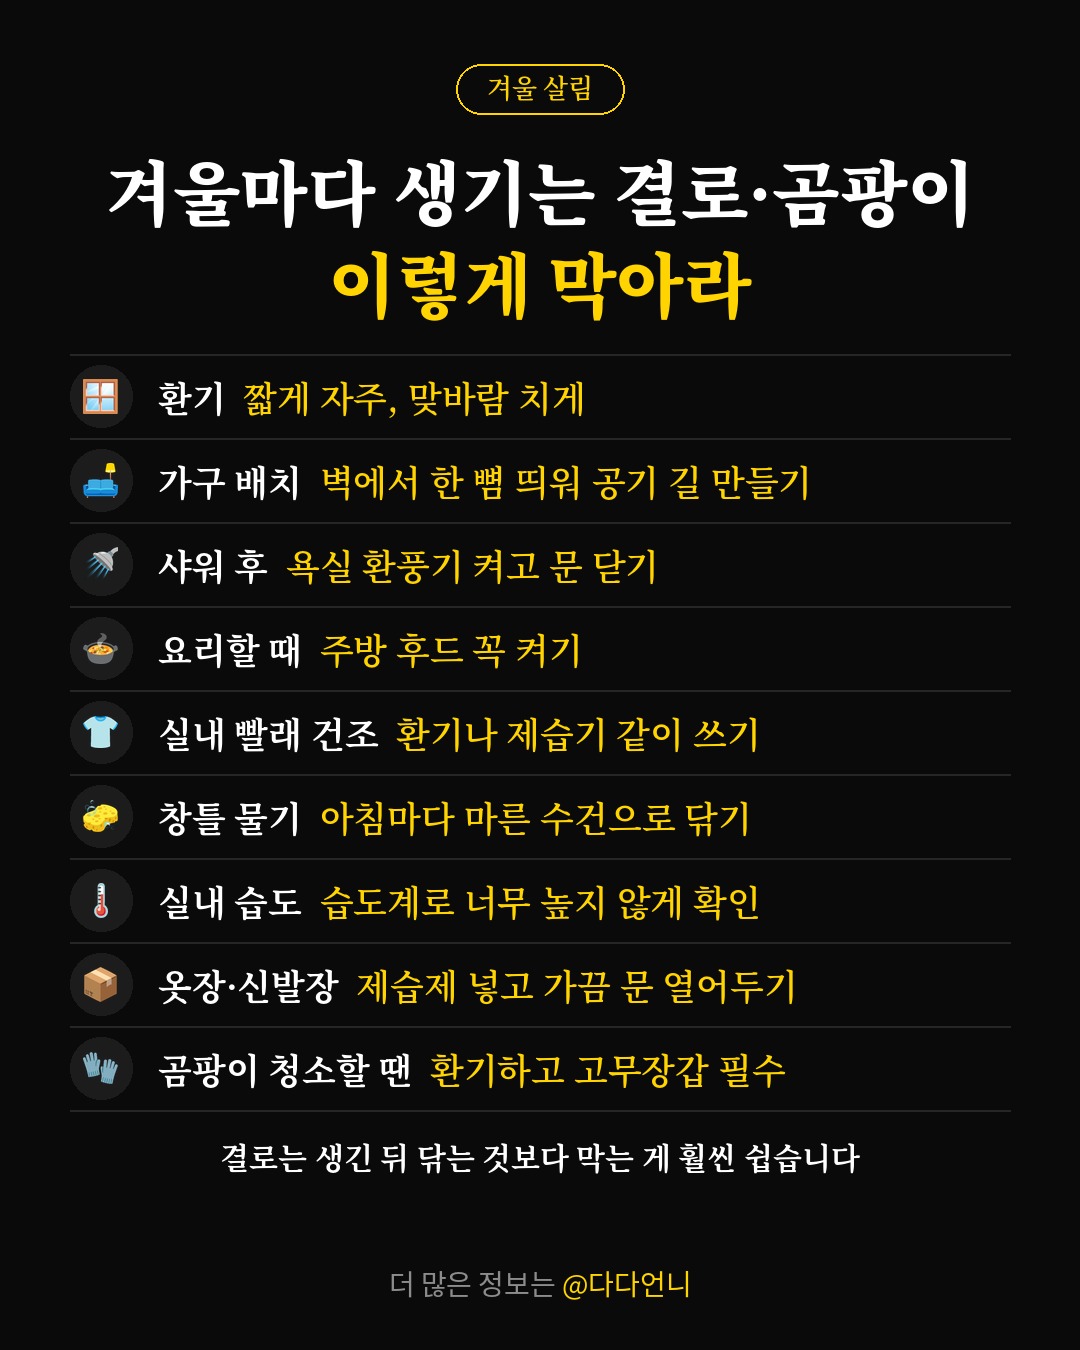 겨울 살림
겨울마다 생기는 결로·곰팡이
이렇게 막아라
환기 짧게 자주, 맞바람 치게
가구 배치 벽에서 한 뼘 띄워 공기 길 만들기
샤워 후 욕실 환풍기 켜고 문 닫기
요리할 때 주방 후드 꼭 켜기
실내 빨래 건조 환기나 제습기 같이 쓰기
창틀 물기 아침마다 마른 수건으로 닦기
실내 습도 습도계로 너무 높지 않게 확인
옷장·신발장 제습제 넣고 가끔 문 열어두기
곰팡이 청소할 땐 환기하고 고무장갑 필수
결로는 생긴 뒤 닦는 것보다 막는 게 훨씬 쉽습니다
더 많은 정보는 @다다언니